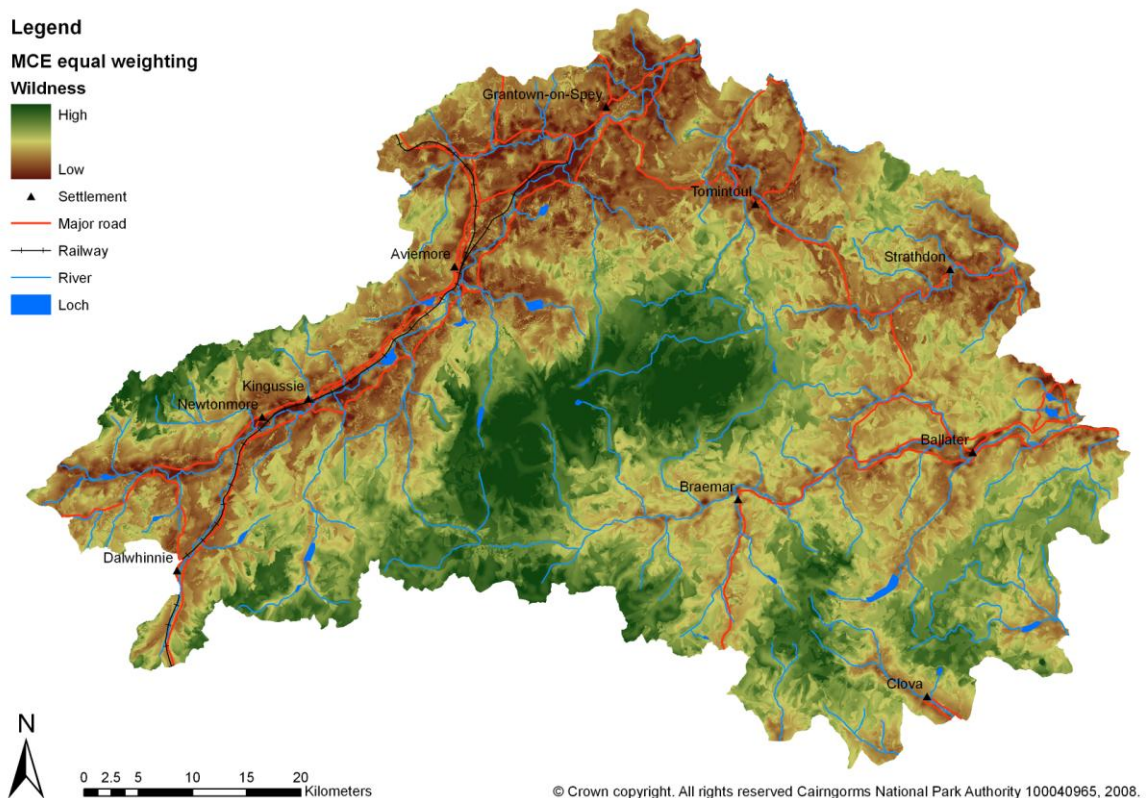 Legend
MCE equal weighting
Wildness
High
Low
Settlement
Major road
Railway
River
Loch
Grantown-on-Spey
Tomintoul
Strathdon
Aviemore
Kingussie
Newtonmore
Ballater
Braemar
Dalwhinnie
Clova
N
0 2.5 5 10 15 20
Kilometers
© Crown copyright. All rights reserved Cairngorms National Park Authority 100040965, 2008.